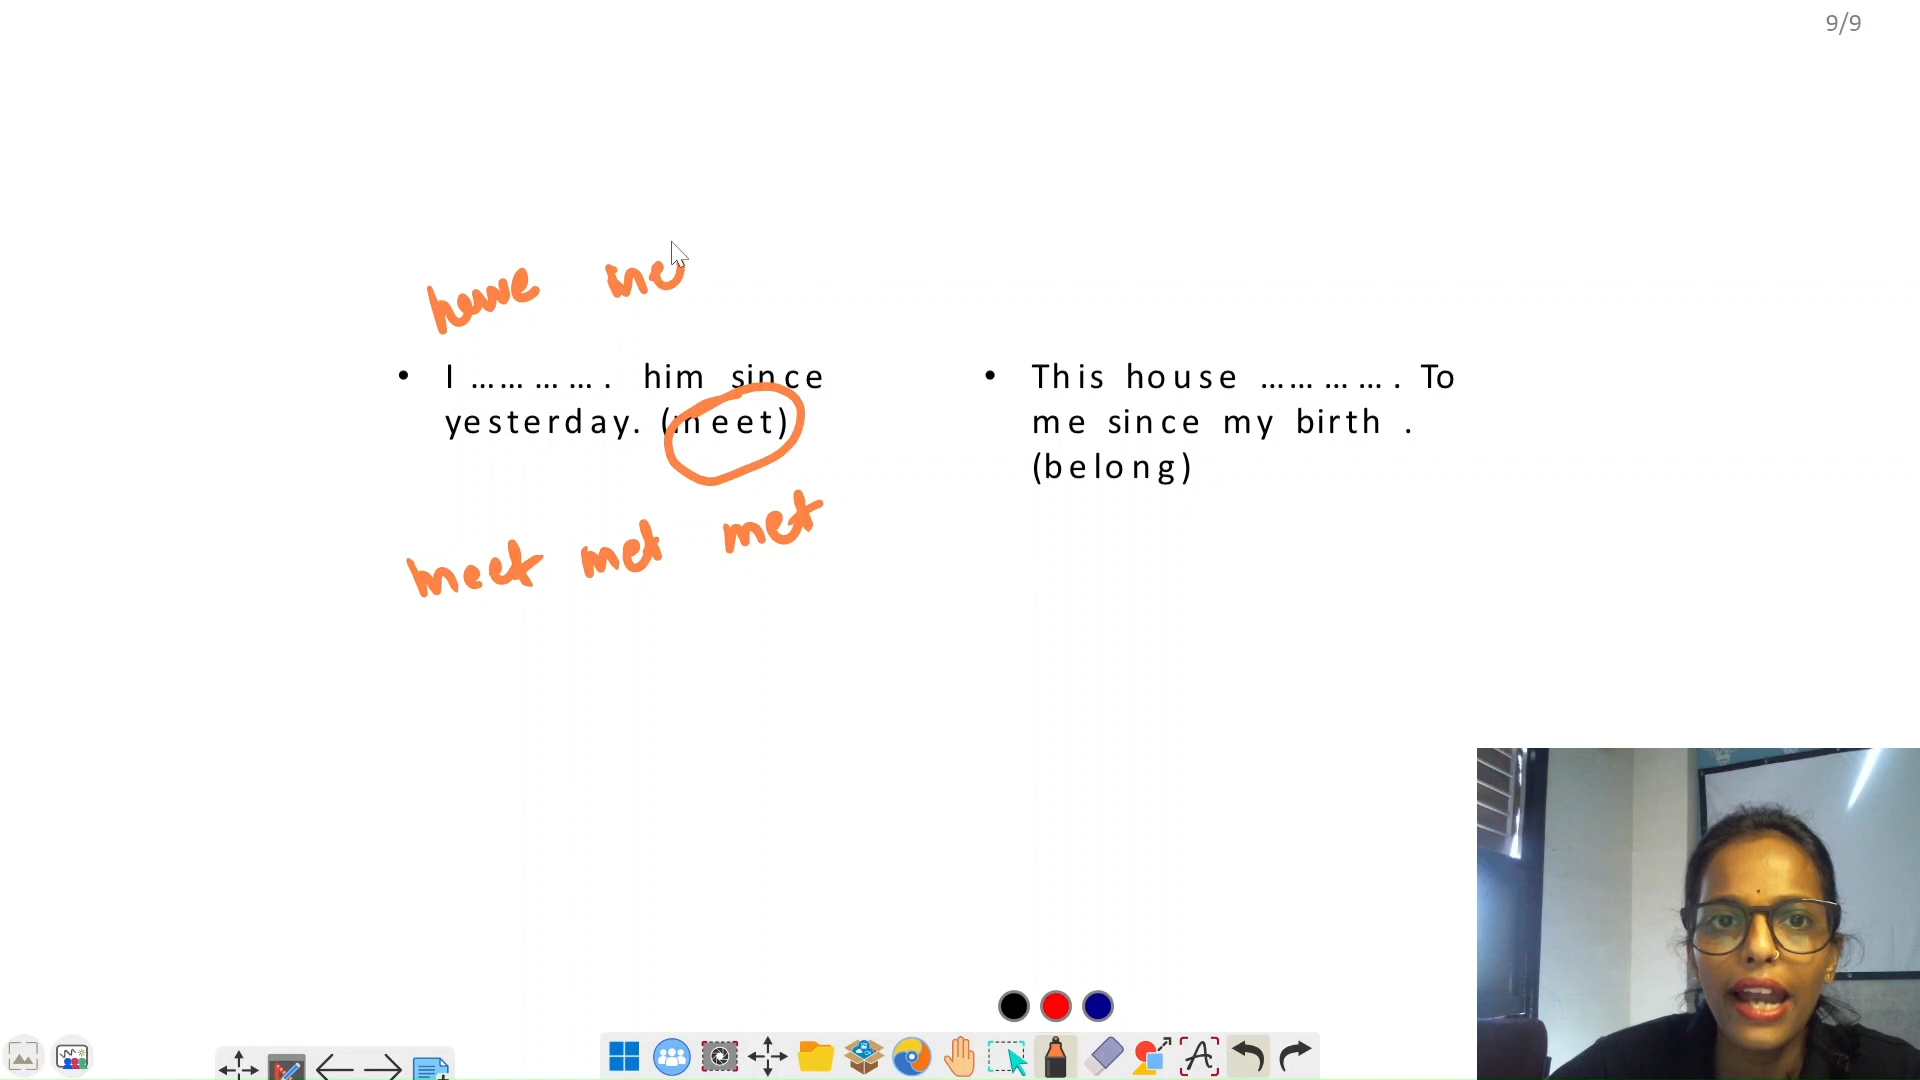 9/9
have me
• I ............. him since
yesterday. (meet)
meet met met
• This house ............. To
me since my birth .
(belong)